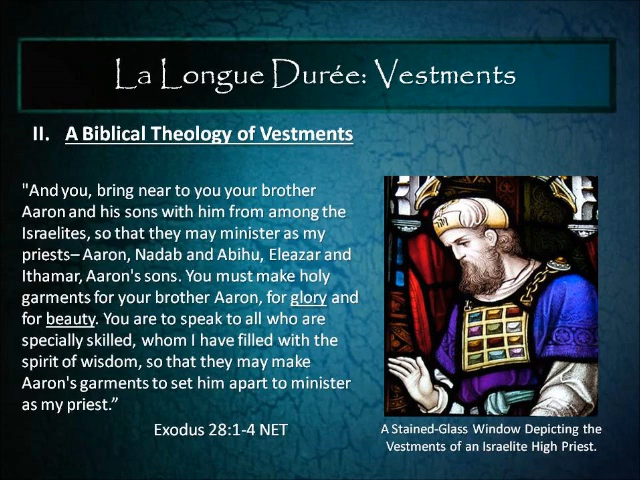 La Longue Durée: Vestments
II. A Biblical Theology of Vestments
"And you, bring near to you your brother
Aaron and his sons with him from among the
Israelites, so that they may minister as my
priests– Aaron, Nadab and Abihu, Eleazar and
Ithamar, Aaron's sons. You must make holy
garments for your brother Aaron, for glory and
for beauty. You are to speak to all who are
specially skilled, whom I have filled with the
spirit of wisdom, so that they may make
Aaron's garments to set him apart to minister
as my priest.”
Exodus 28:1-4 NET
A Stained-Glass Window Depicting the
Vestments of an Israelite High Priest.